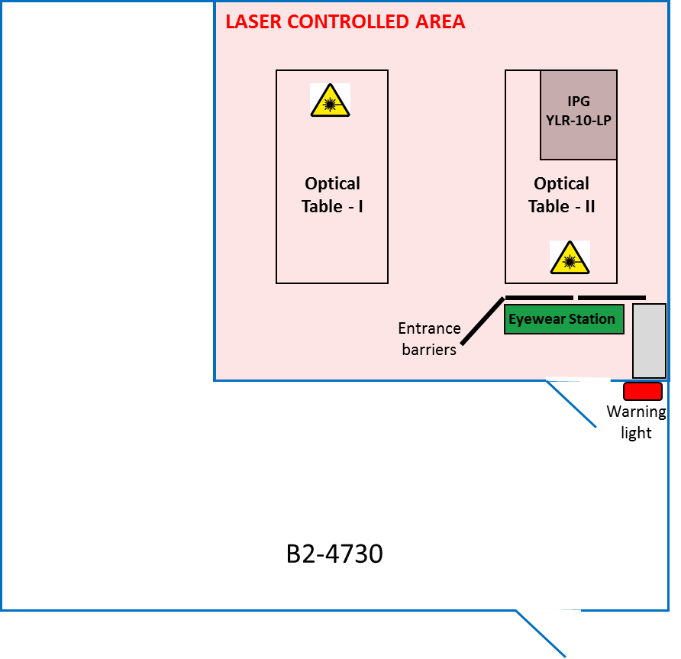 LASER CONTROLLED AREA
IPG
YLR-10-LP
Optical
Table - I
Optical
Table - II
Eyewear Station
Entrance
barriers
Warning
light
B2-4730